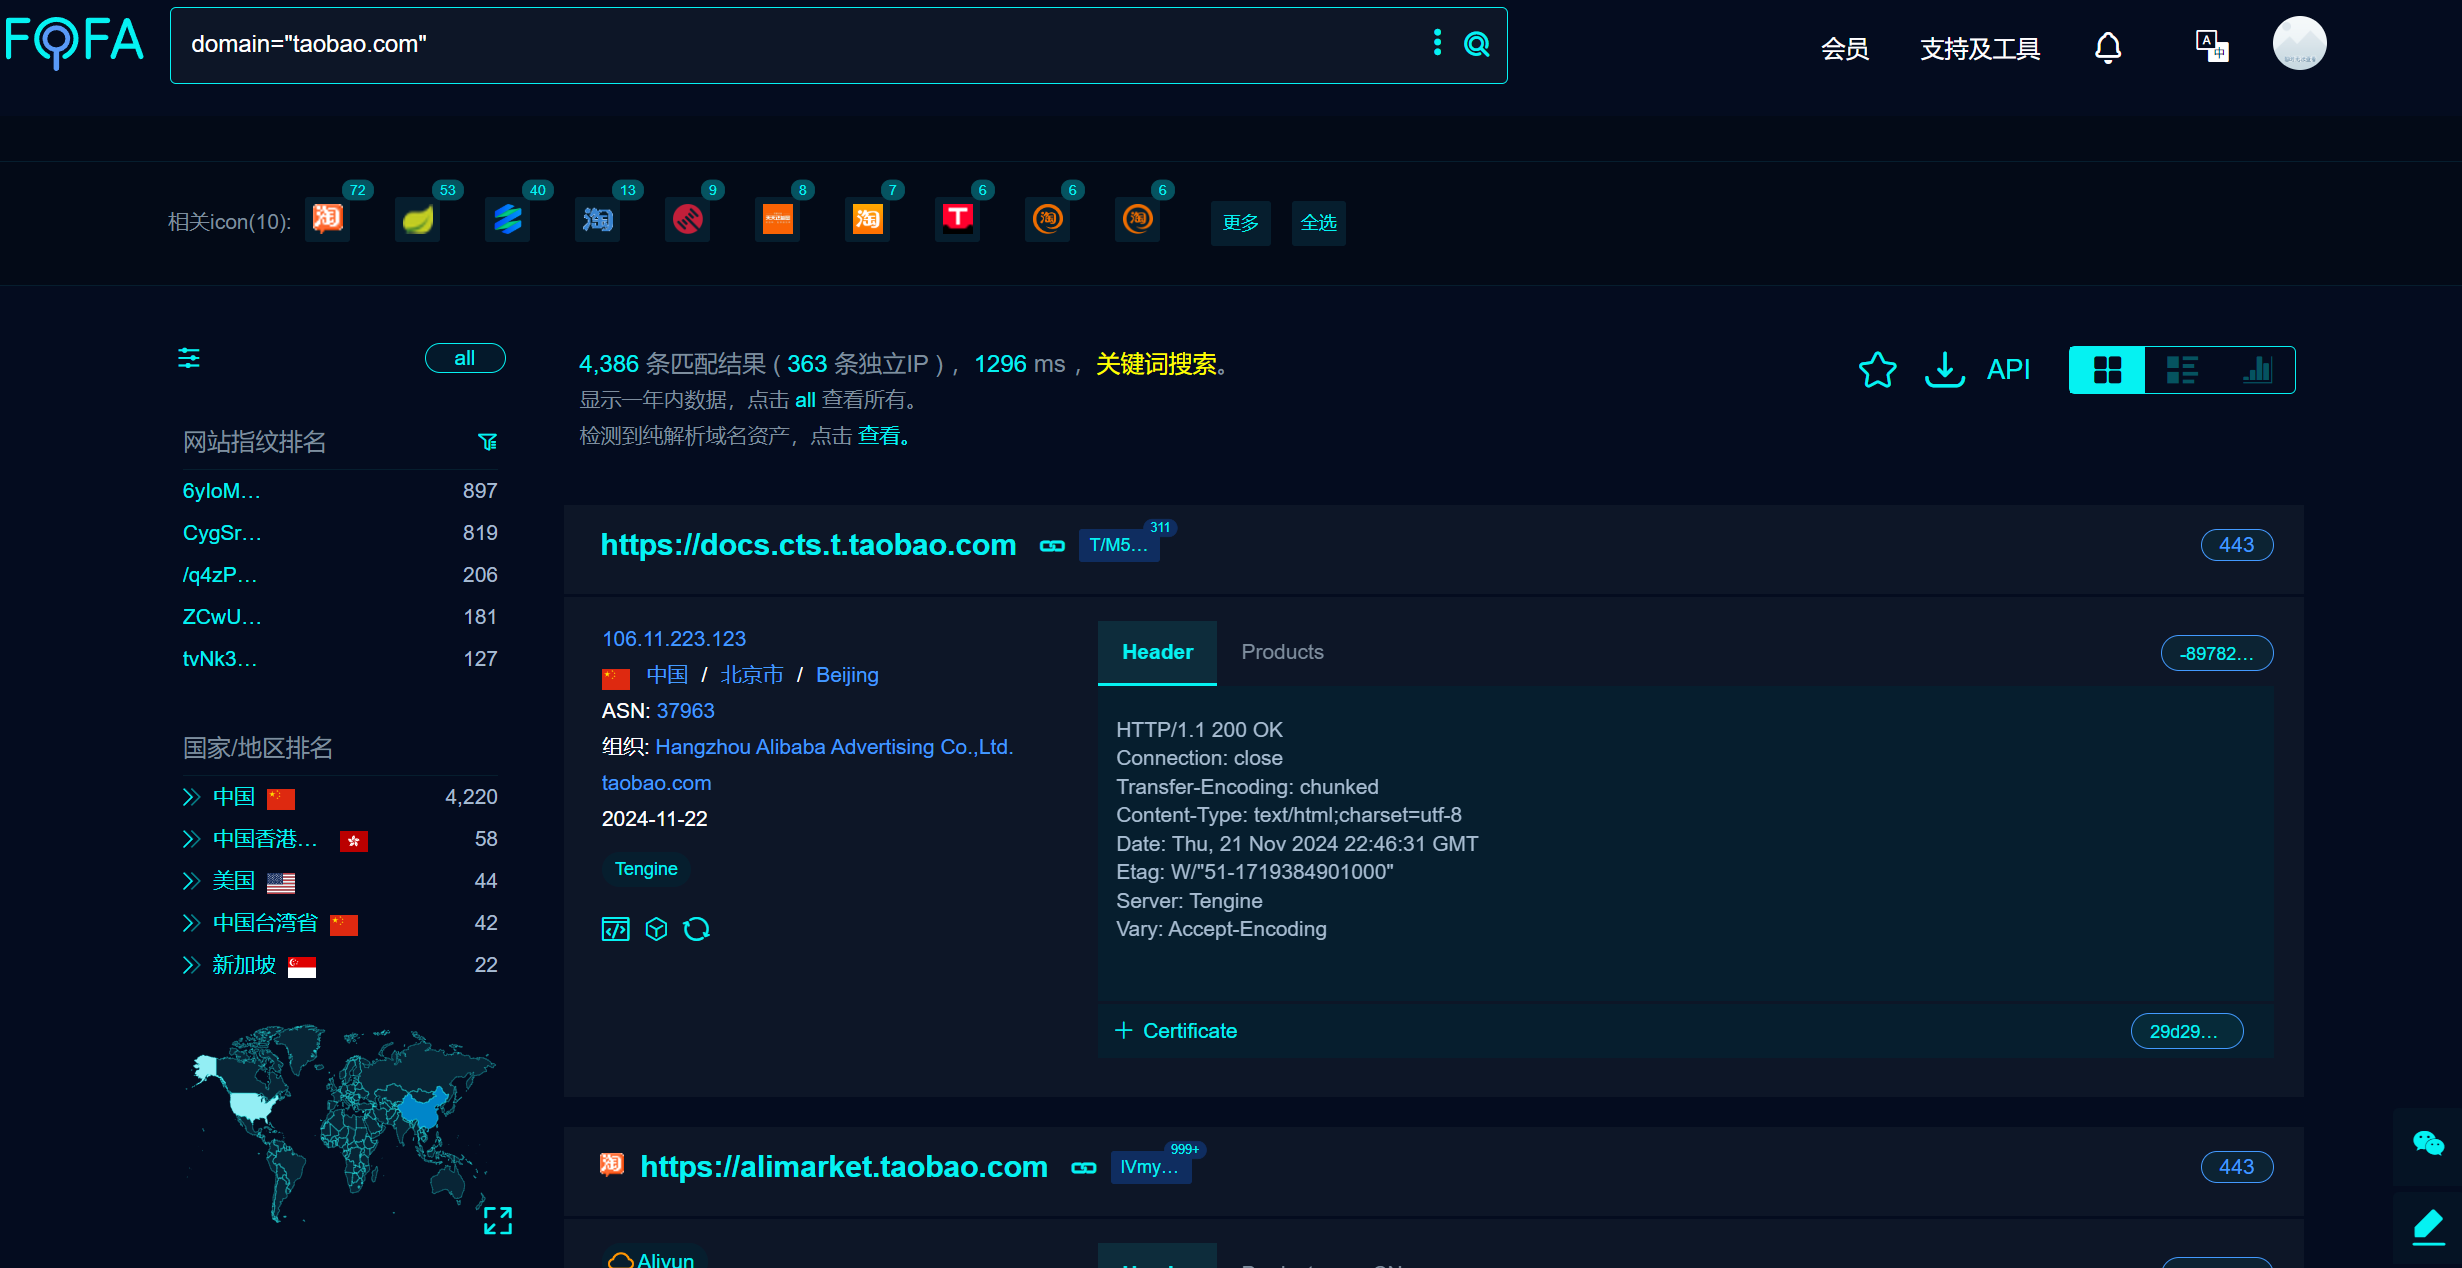 FOFA
domain="taobao.com"
会员
支持及工具
A
中
相关icon(10):
淘 72
53
40
淘 13
9
8
淘 7
T 6
淘 6
淘 6
更多
全选
all
网站指纹排名
6yIoM... 897
CygSr... 819
/q4zP... 206
ZCwU... 181
tvNk3... 127
国家/地区排名
中国 4,220
中国香港... 58
美国 44
中国台湾省 42
新加坡 22
4,386 条匹配结果 ( 363 条独立IP ) ，1296 ms ，关键词搜索。
显示一年内数据，点击 all 查看所有。
检测到纯解析域名资产，点击 查看。
API
https://docs.cts.t.taobao.com
T/M5...
311
443
106.11.223.123
中国 / 北京市 / Beijing
ASN: 37963
组织: Hangzhou Alibaba Advertising Co.,Ltd.
taobao.com
2024-11-22
Tengine
Header
Products
-89782...
HTTP/1.1 200 OK
Connection: close
Transfer-Encoding: chunked
Content-Type: text/html;charset=utf-8
Date: Thu, 21 Nov 2024 22:46:31 GMT
Etag: W/"51-1719384901000"
Server: Tengine
Vary: Accept-Encoding
+ Certificate
29d29...
淘
https://alimarket.taobao.com
IVmy...
999+
443
Aliyun